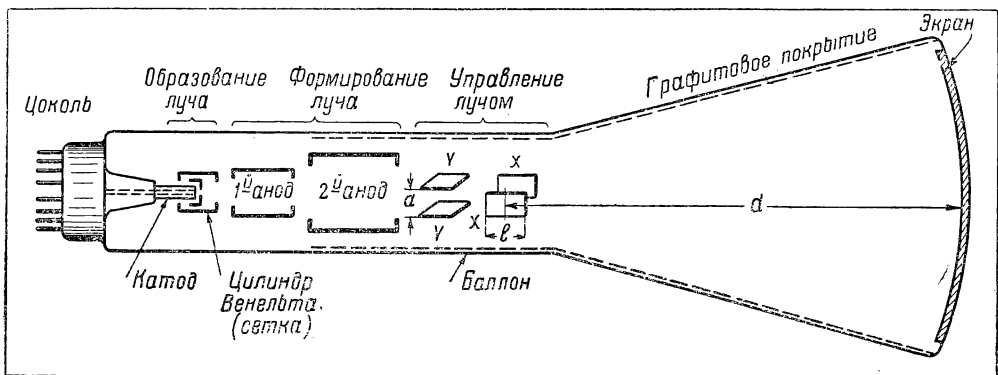 Экран
Графитовое покрытие
Образование
луча
Формирование
луча
Управление
лучом
Цоколь
1й анод
2й анод
a
Y
Y
X
X
l
d
Катод
Цилиндр
Венельта.
(сетка)
Баллон